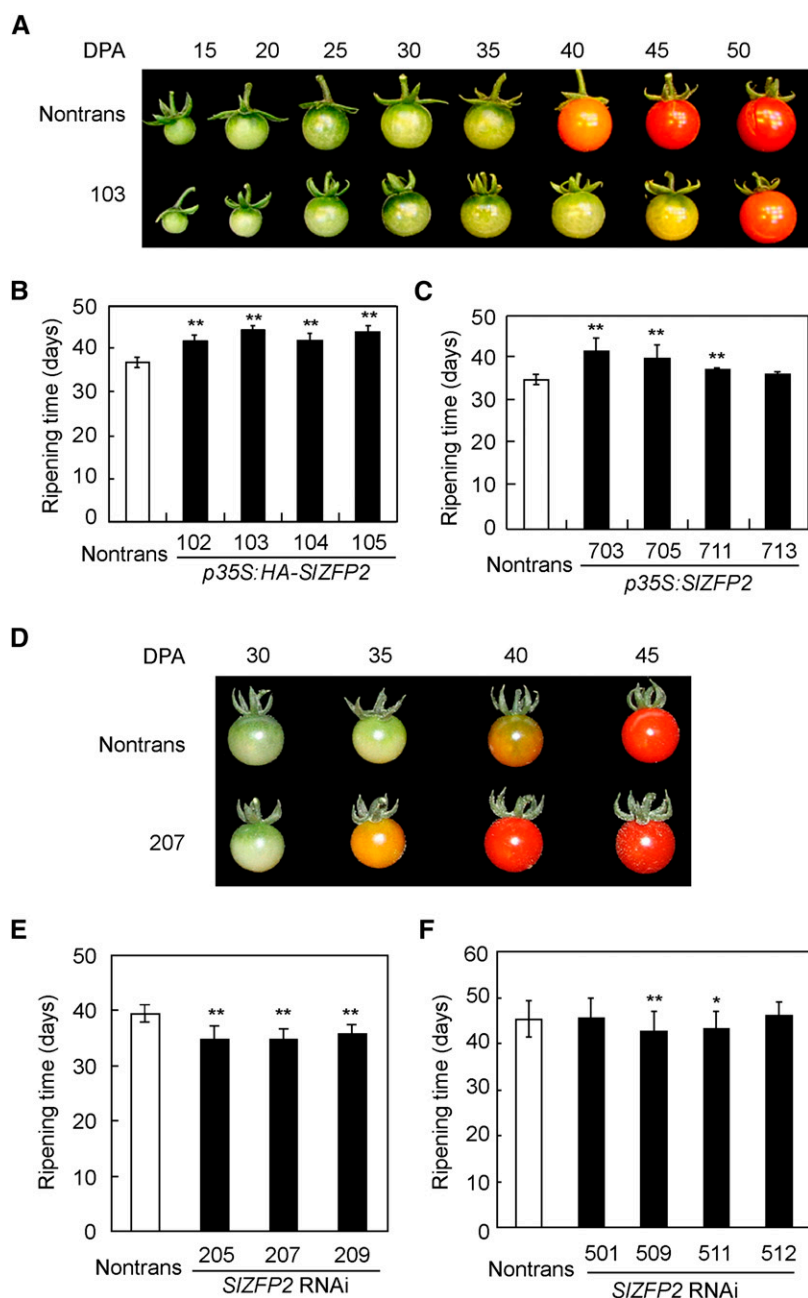 A
DPA 15 20 25 30 35 40 45 50
Nontrans
103
B
Ripening time (days)
50
40
30
20
10
0
** ** ** **
Nontrans 102 103 104 105
p35S:HA-SlZFP2
C
Ripening time (days)
50
40
30
20
10
0
** ** **
Nontrans 703 705 711 713
p35S:SlZFP2
D
DPA 30 35 40 45
Nontrans
207
E
Ripening time (days)
50
40
30
20
10
0
** ** **
Nontrans 205 207 209
SlZFP2 RNAi
F
Ripening time (days)
60
50
40
30
20
10
0
** *
Nontrans 501 509 511 512
SlZFP2 RNAi